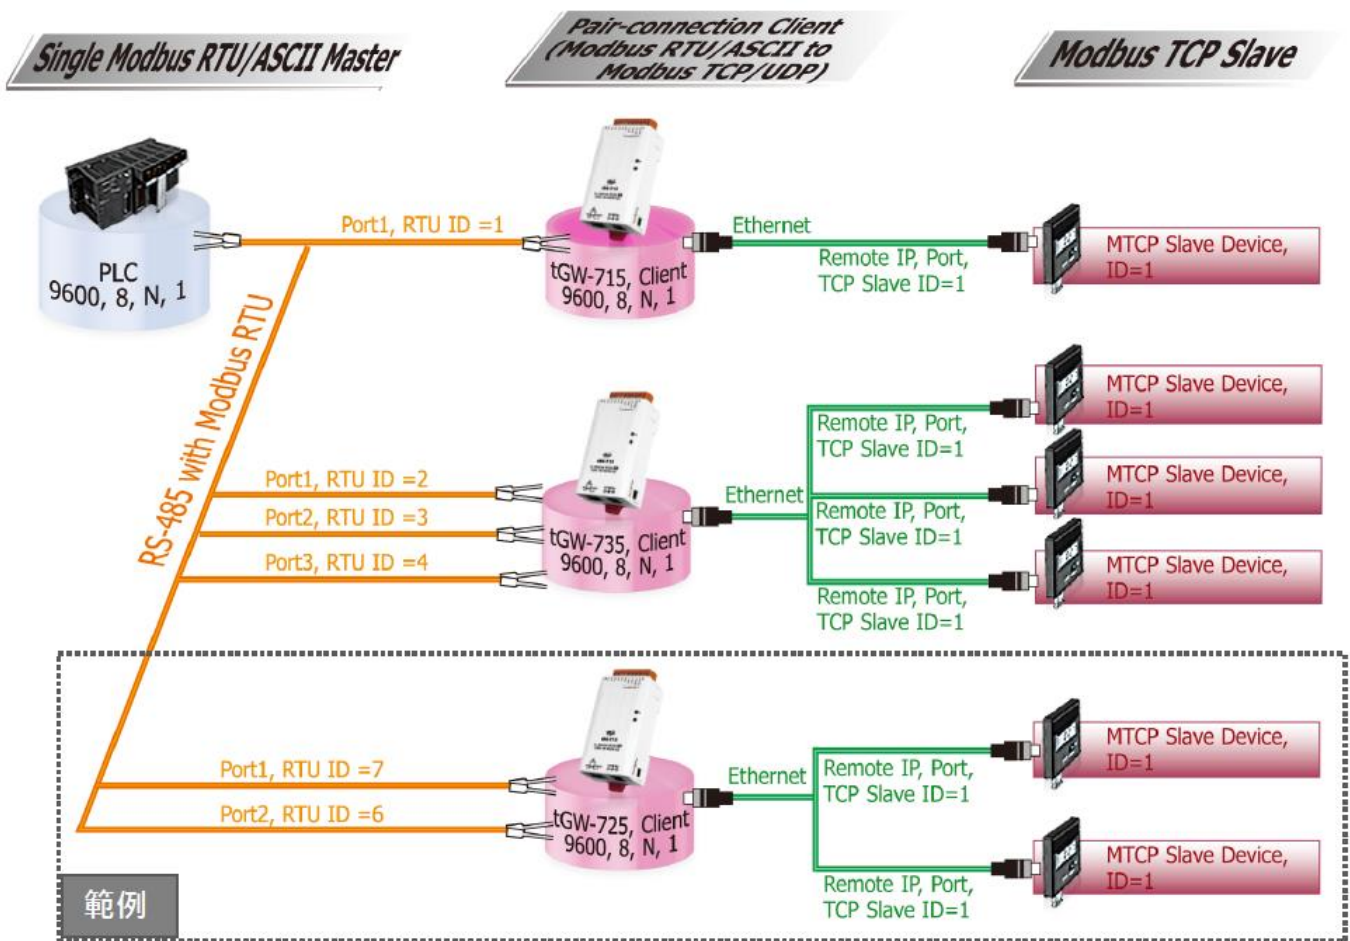 Single Modbus RTU/ASCII Master
Pair-connection Client
(Modbus RTU/ASCII to
Modbus TCP/UDP)
Modbus TCP Slave
PLC
9600, 8, N, 1
Port1, RTU ID =1
tGW-715, Client
9600, 8, N, 1
Ethernet
Remote IP, Port,
TCP Slave ID=1
MTCP Slave Device,
ID=1
RS-485 with Modbus RTU
Port1, RTU ID =2
Port2, RTU ID =3
Port3, RTU ID =4
tGW-735, Client
9600, 8, N, 1
Ethernet
Remote IP, Port,
TCP Slave ID=1
Remote IP, Port,
TCP Slave ID=1
Remote IP, Port,
TCP Slave ID=1
MTCP Slave Device,
ID=1
MTCP Slave Device,
ID=1
MTCP Slave Device,
ID=1
Port1, RTU ID =7
Port2, RTU ID =6
tGW-725, Client
9600, 8, N, 1
Ethernet
Remote IP, Port,
TCP Slave ID=1
Remote IP, Port,
TCP Slave ID=1
MTCP Slave Device,
ID=1
MTCP Slave Device,
ID=1
範例